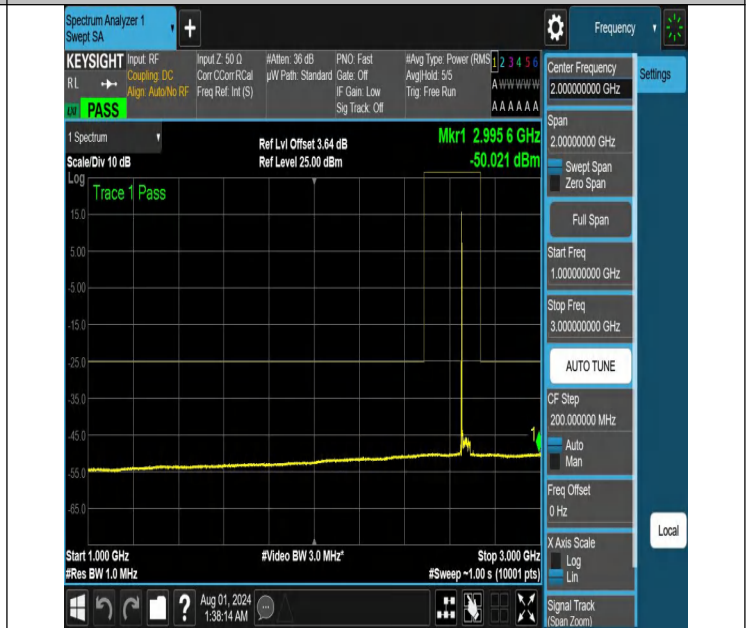 Spectrum Analyzer 1
Swept SA
+
Frequency
KEYSIGHT
RL
PASS
Input: RF
Coupling: DC
Align: Auto/No RF
Input Z: 50 Ω
Corr CCorr RCal
Freq Ref: Int (S)
#Atten: 36 dB
µW Path: Standard
PNO: Fast
Gate: Off
IF Gain: Low
Sig Track: Off
#Avg Type: Power (RMS
Avg|Hold: 5/5
Trig: Free Run
1 2 3 4 5 6
A W W W W W
A A A A A A
1 Spectrum
Scale/Div 10 dB
Ref Lvl Offset 3.64 dB
Ref Level 25.00 dBm
Mkr1 2.995 6 GHz
-50.021 dBm
Log
Trace 1 Pass
15.0
5.00
-5.00
-15.0
-25.0
-35.0
-45.0
-55.0
-65.0
1
Start 1.000 GHz
#Res BW 1.0 MHz
#Video BW 3.0 MHz*
Stop 3.000 GHz
#Sweep ~1.00 s (10001 pts)
Center Frequency
2.000000000 GHz
Span
2.00000000 GHz
Swept Span
Zero Span
Full Span
Start Freq
1.000000000 GHz
Stop Freq
3.000000000 GHz
AUTO TUNE
CF Step
200.000000 MHz
Auto
Man
Freq Offset
0 Hz
X Axis Scale
Log
Lin
Signal Track
(Span Zoom)
Settings
Local
?
Aug 01, 2024
1:38:14 AM